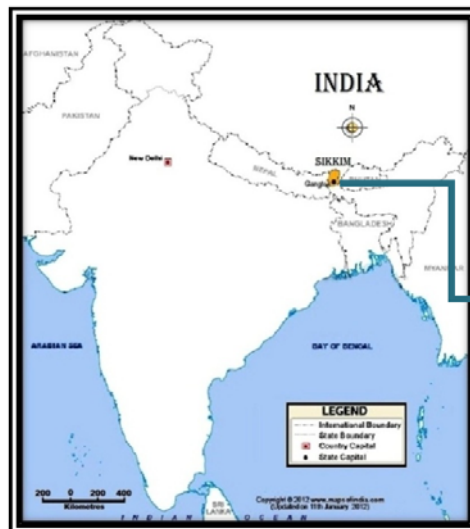 AFGHANISTAN
INDIA
PAKISTAN
N
SIKKIM
New Delhi
NEPAL
BHUTAN
BANGLADESH
MYANMAR
ARABIAN SEA
BAY OF BENGAL
LEGEND
International Boundary
State Boundary
Country Capital
State Capital
200 0 200 400 600
Kilometres
SRI
LANKA
Copyright © 2012 www.mapsofindia.com
(Updated on 11th January 2012)
INDIAN OCEAN